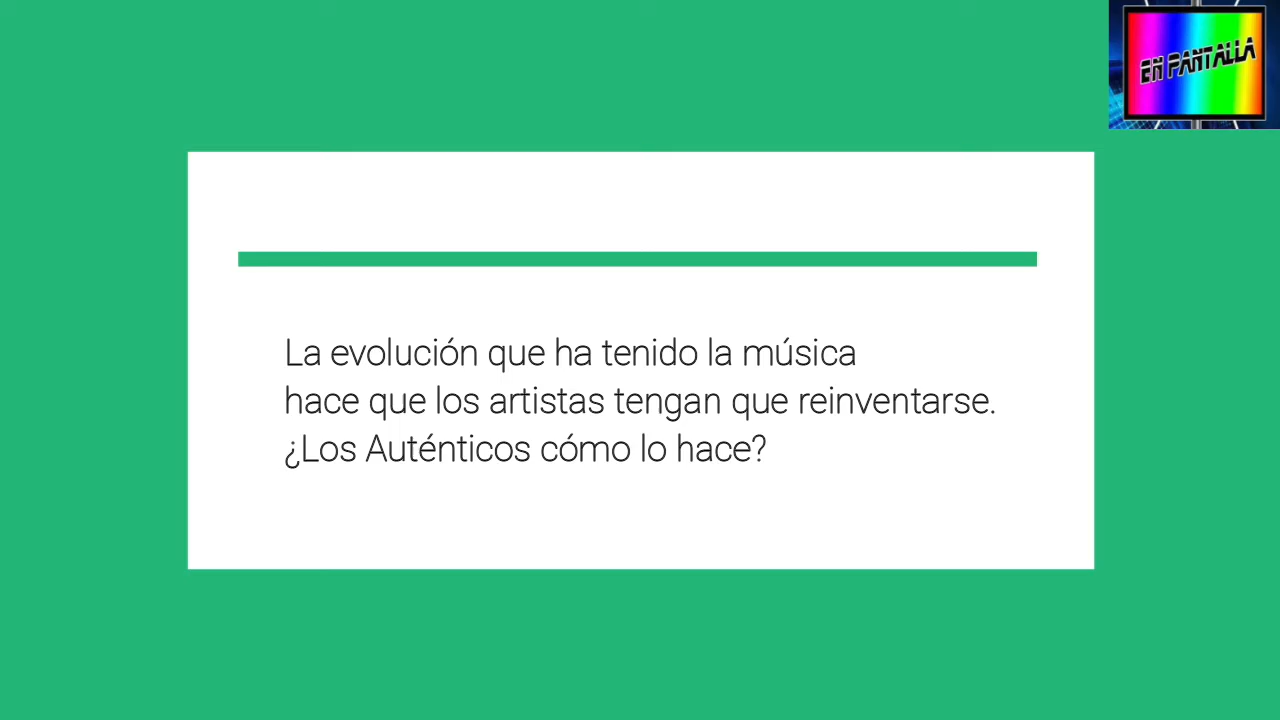 EN PANTALLA
La evolución que ha tenido la música
hace que los artistas tengan que reinventarse.
¿Los Auténticos cómo lo hace?